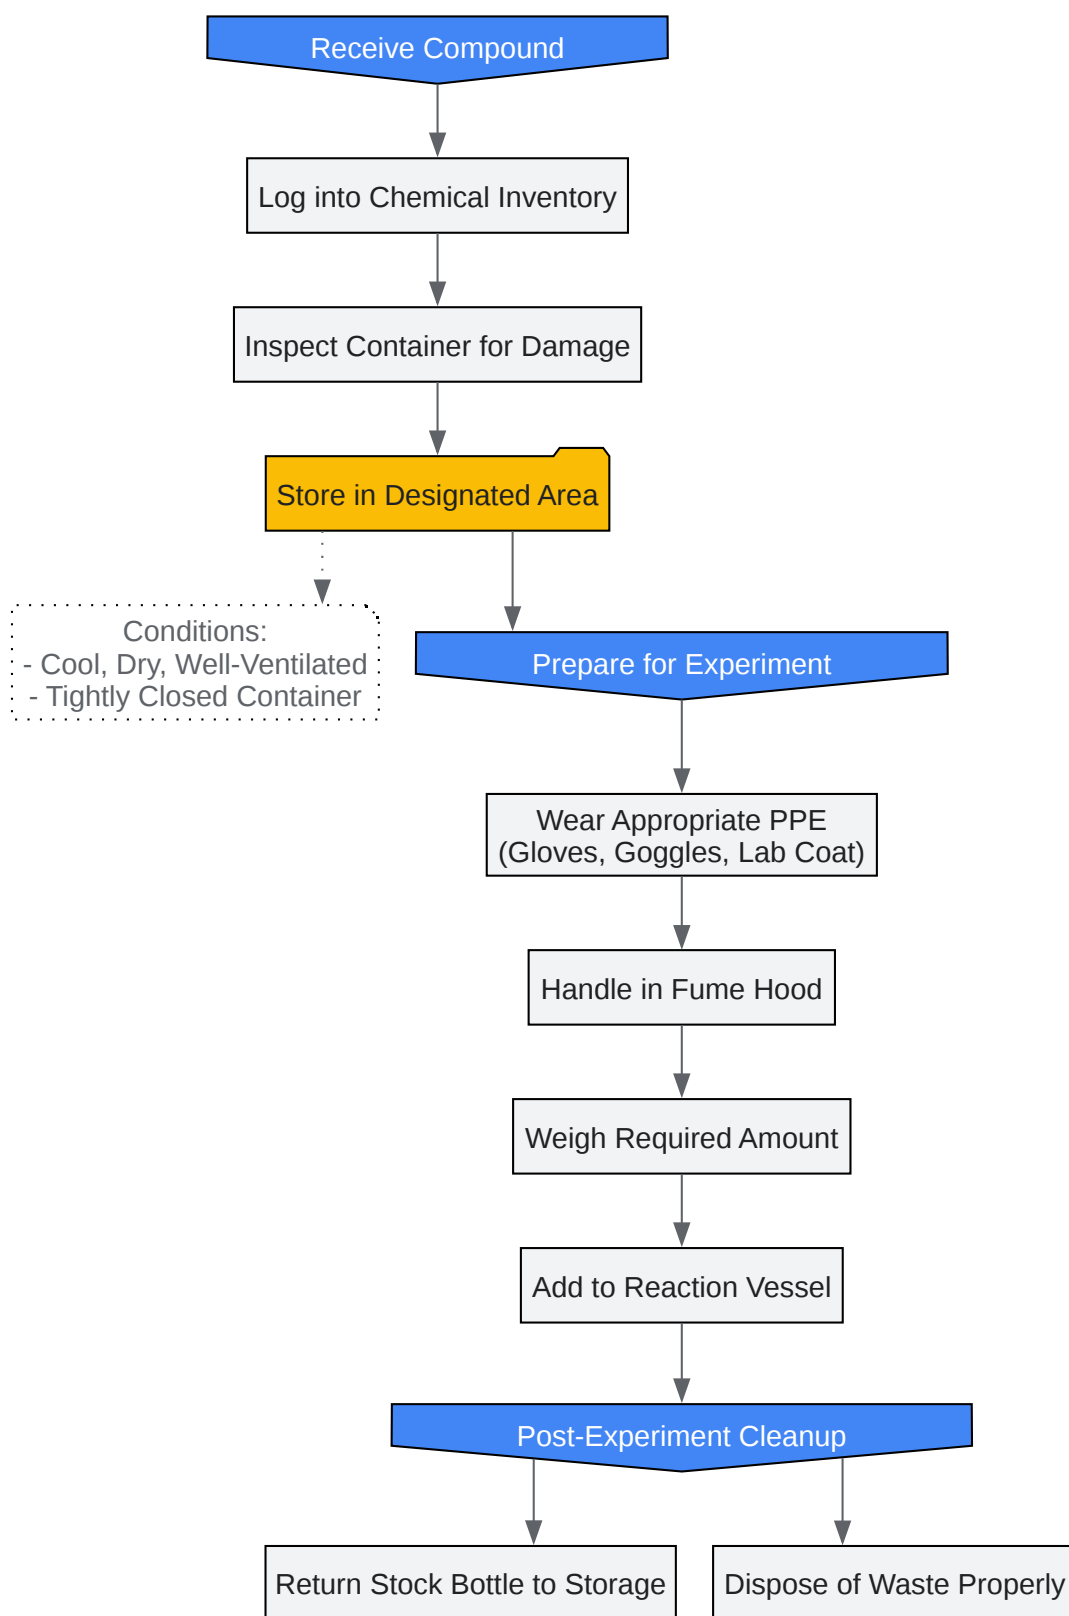 Receive Compound
Log into Chemical Inventory
Inspect Container for Damage
Store in Designated Area
Conditions:
- Cool, Dry, Well-Ventilated
- Tightly Closed Container
Prepare for Experiment
Wear Appropriate PPE
(Gloves, Goggles, Lab Coat)
Handle in Fume Hood
Weigh Required Amount
Add to Reaction Vessel
Post-Experiment Cleanup
Return Stock Bottle to Storage
Dispose of Waste Properly